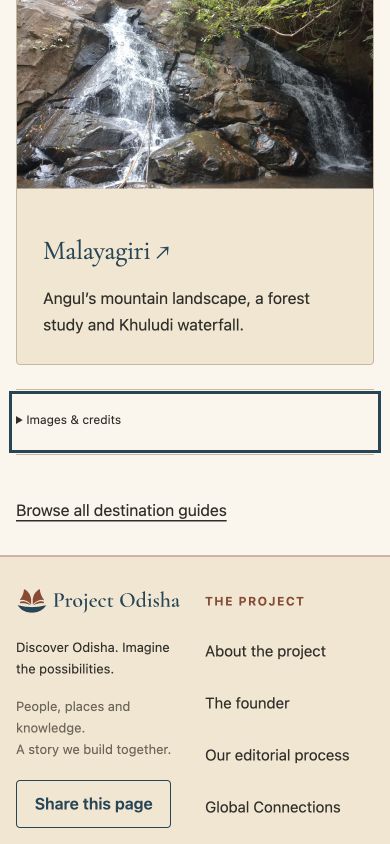 Malayagiri ↗
Angul's mountain landscape, a forest
study and Khuludi waterfall.
▶ Images & credits
Browse all destination guides
Project Odisha
Discover Odisha. Imagine
the possibilities.
People, places and
knowledge.
A story we build together.
Share this page
THE PROJECT
About the project
The founder
Our editorial process
Global Connections